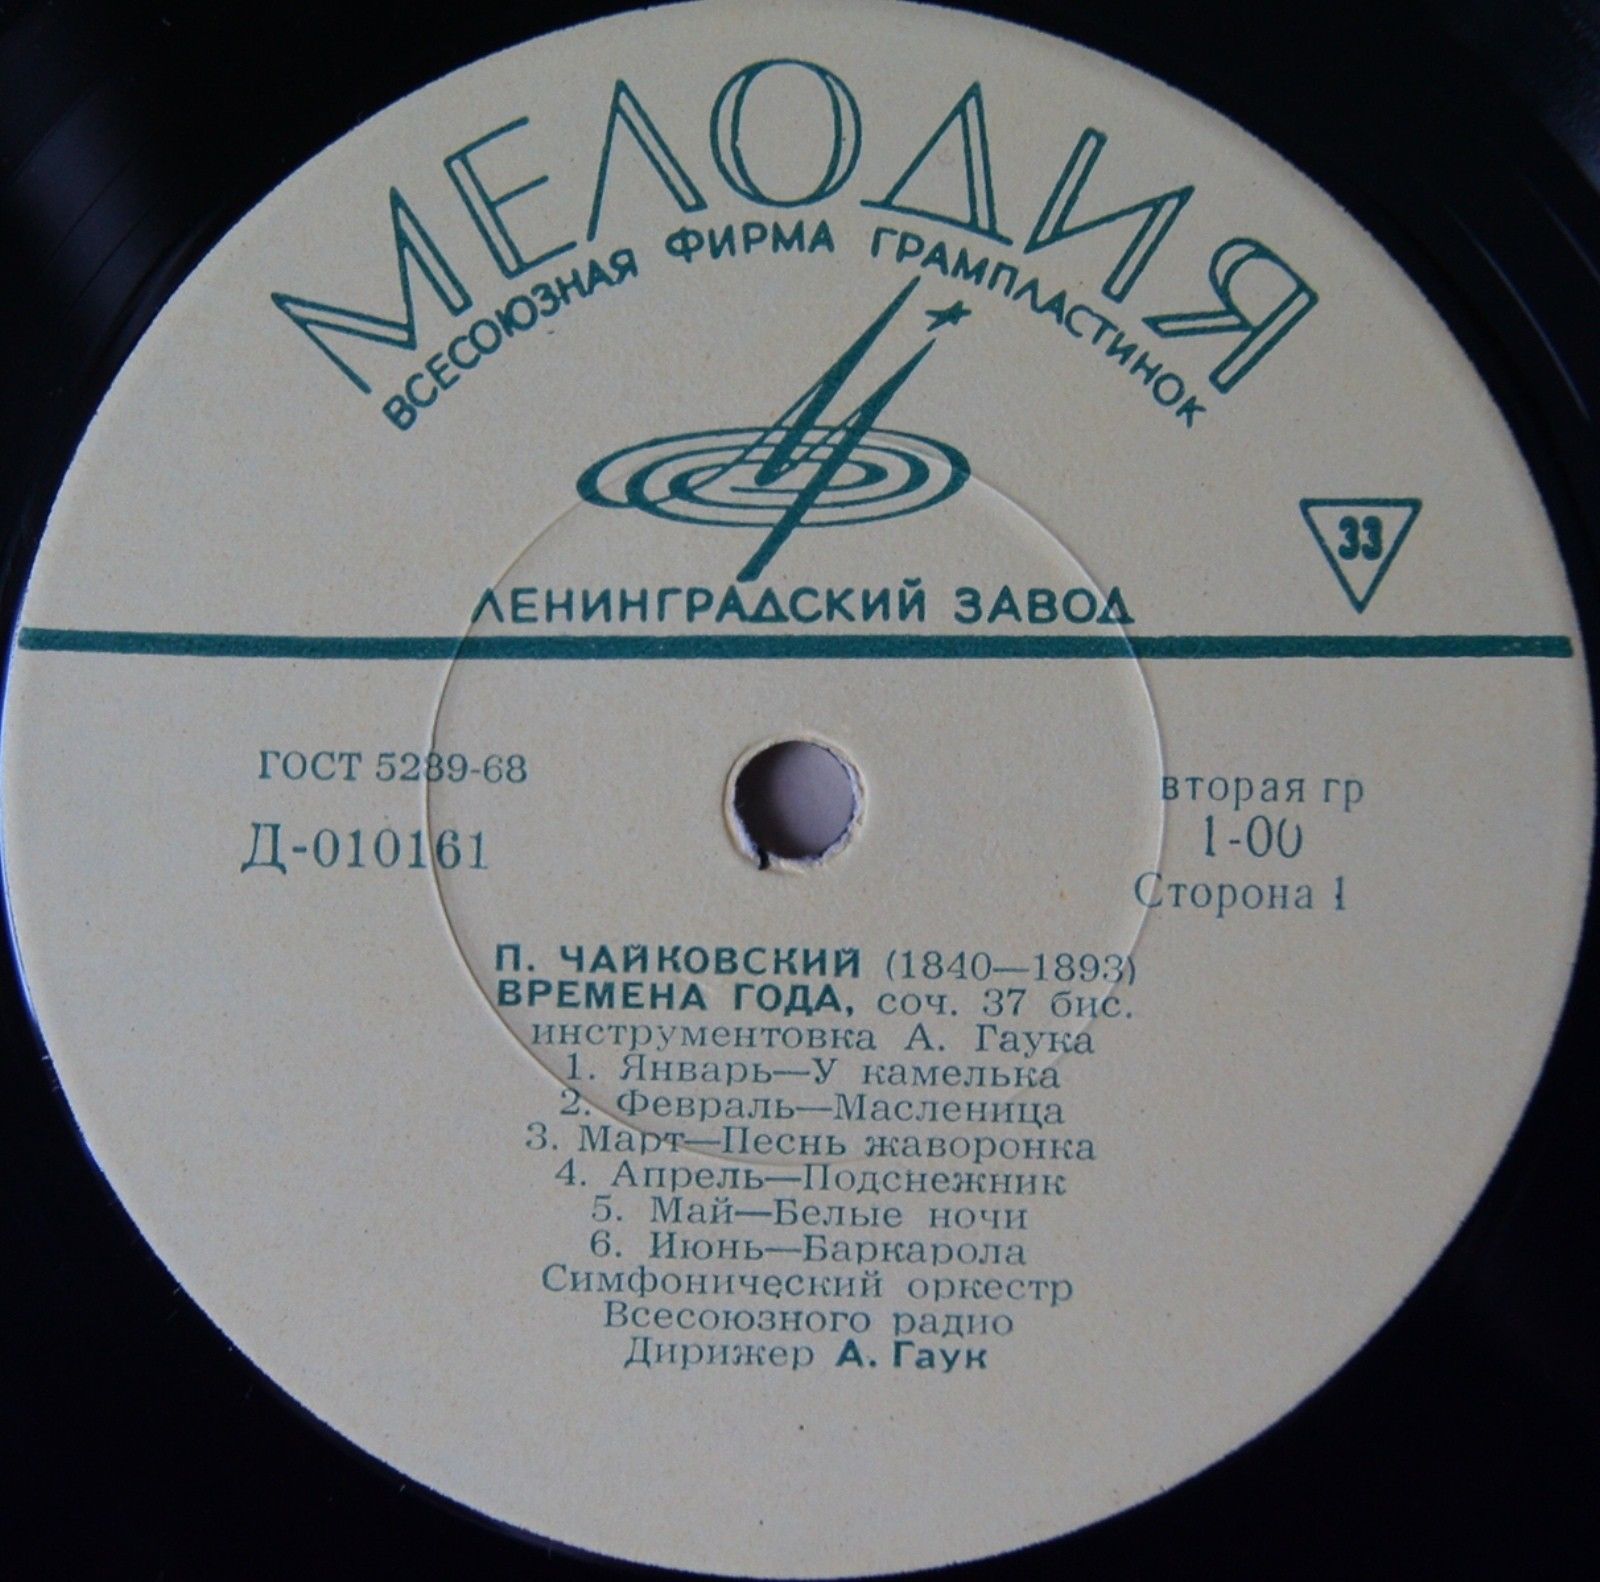 МЕЛОДИЯ
ВСЕСОЮЗНАЯ ФИРМА ГРАМПЛАСТИНОК
33
ЛЕНИНГРАДСКИЙ ЗАВОД
ГОСТ 5289-68
Д-010161
вторая гр
1-00
Сторона 1
П. ЧАЙКОВСКИЙ (1840—1893)
ВРЕМЕНА ГОДА, соч. 37 бис.
инструментовка А. Гаука
1. Январь—У камелька
2. Февраль—Масленица
3. Март—Песнь жаворонка
4. Апрель—Подснежник
5. Май—Белые ночи
6. Июнь—Баркарола
Симфонический оркестр
Всесоюзного радио
Дирижер А. Гаук